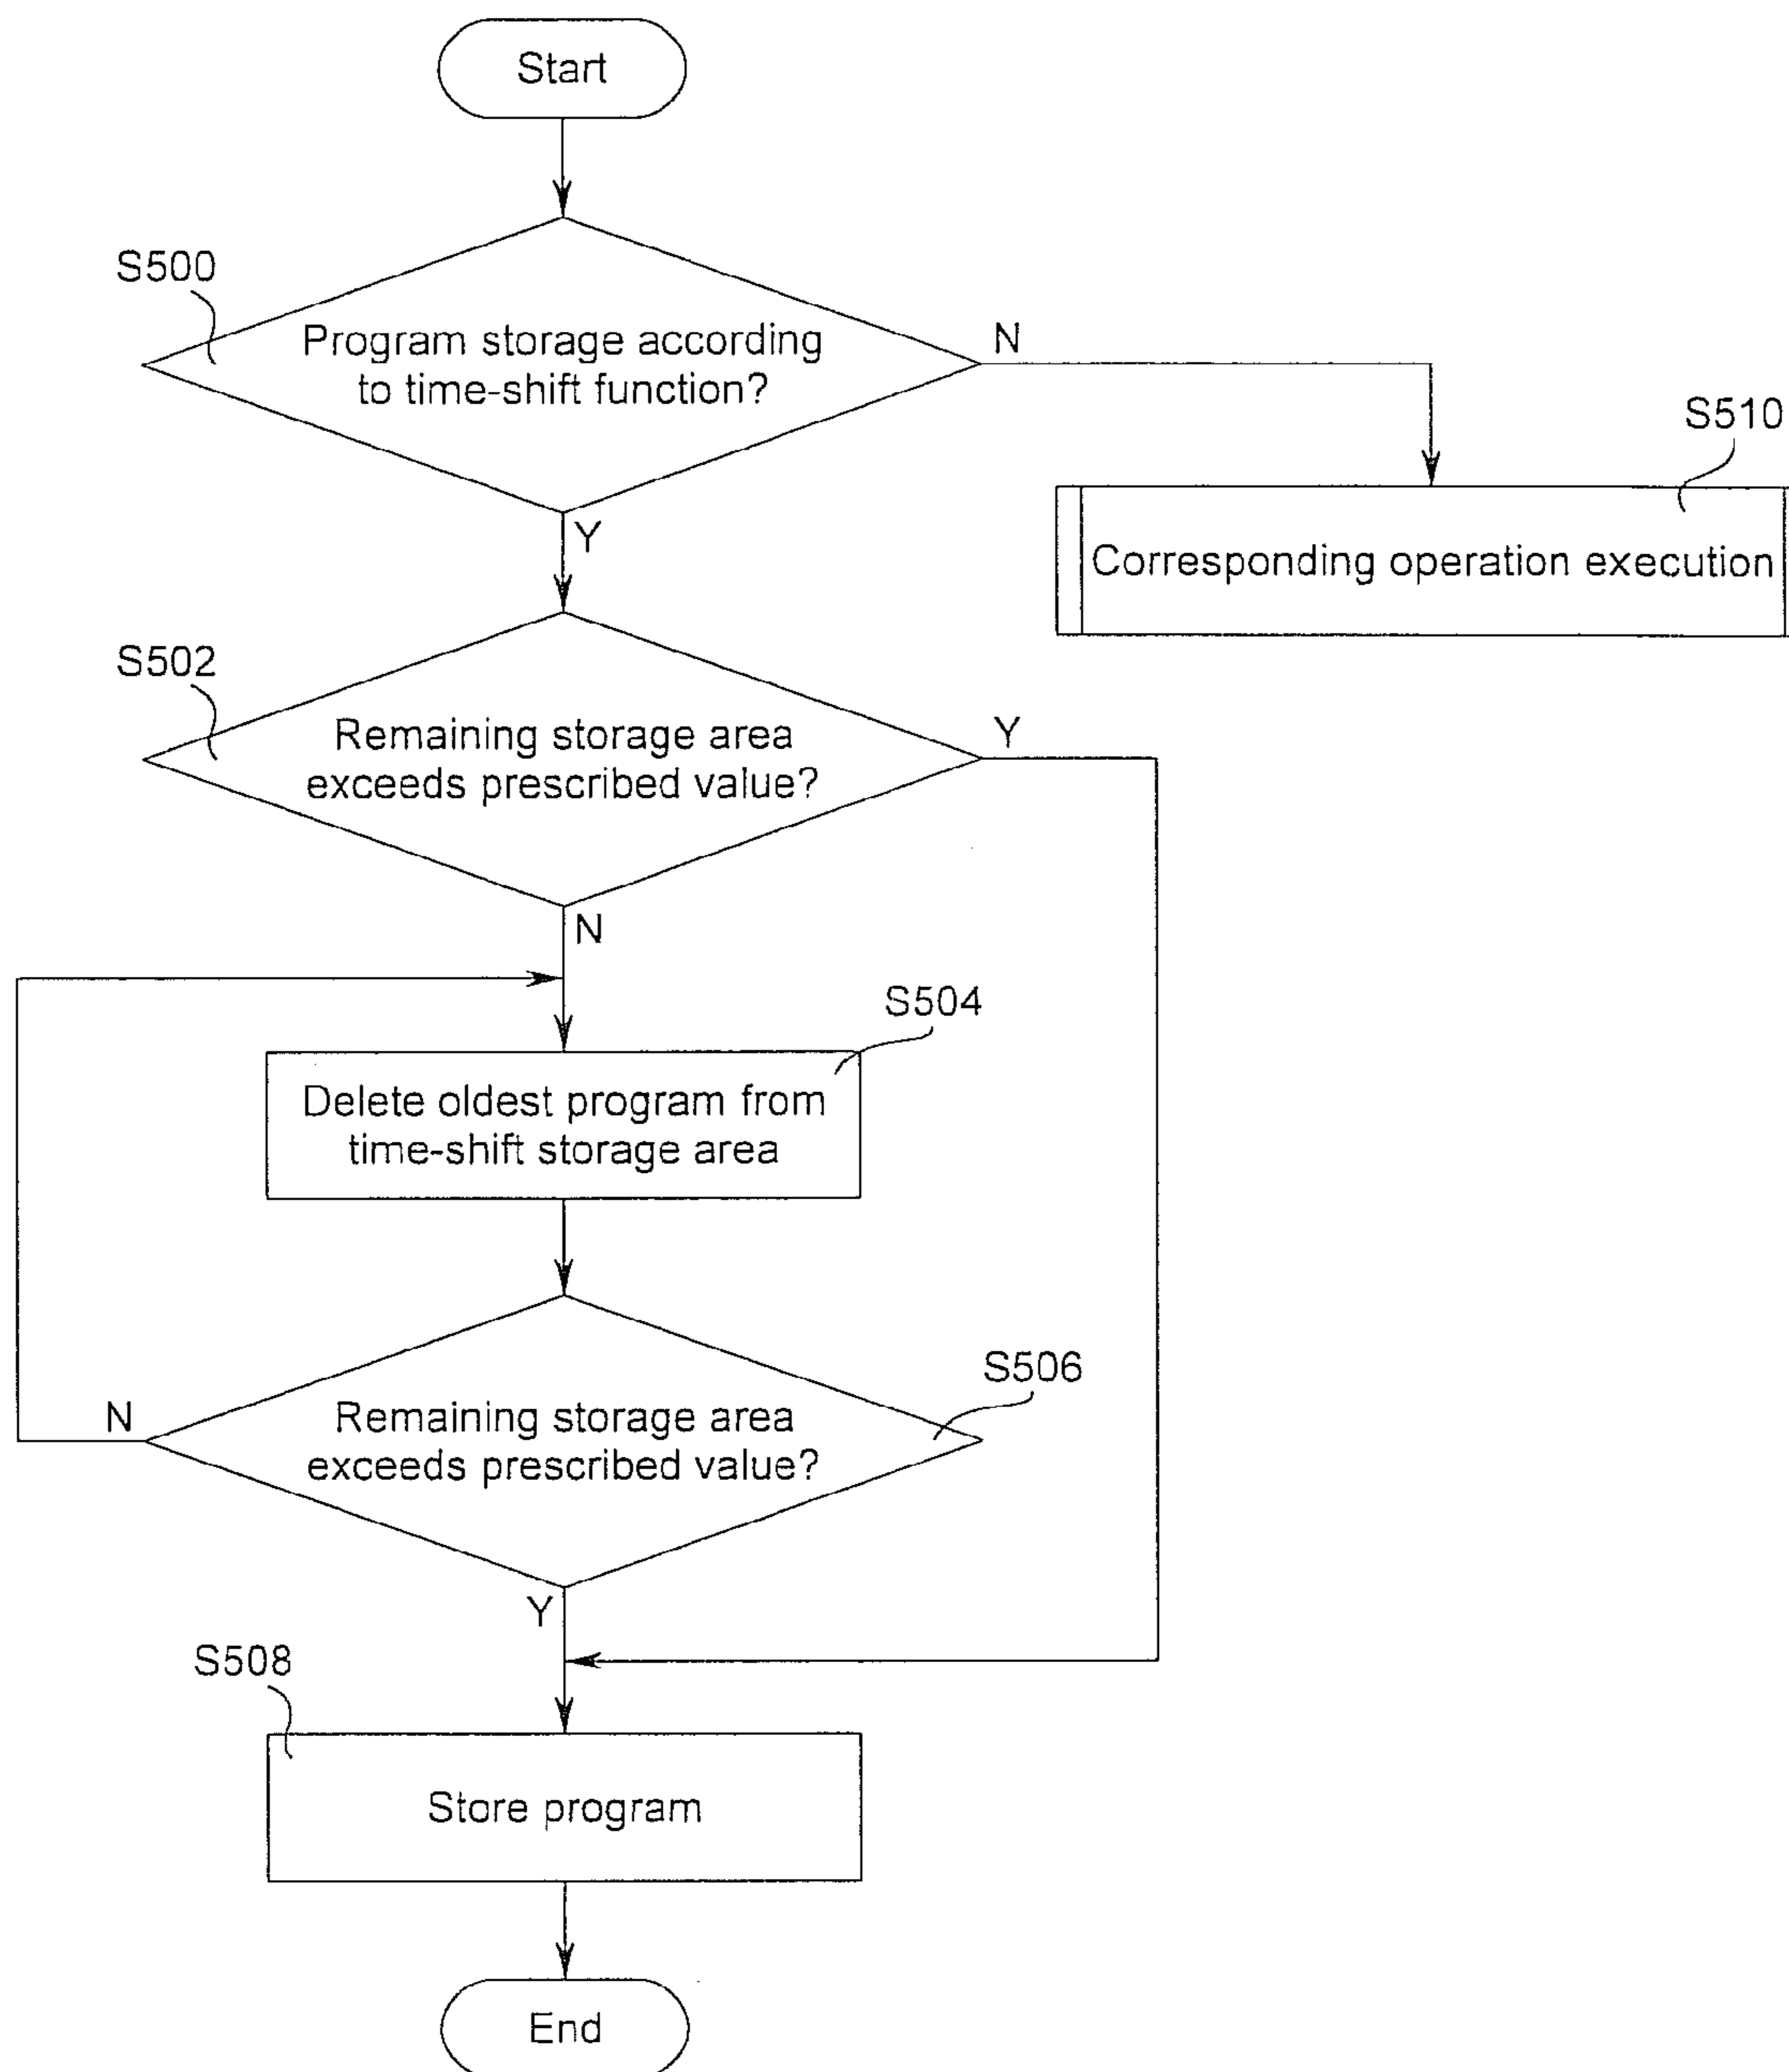 Start
S500
Program storage according
to time-shift function?
N
Y
S510
Corresponding operation execution
S502
Remaining storage area
exceeds prescribed value?
Y
N
S504
Delete oldest program from
time-shift storage area
S506
Remaining storage area
exceeds prescribed value?
N
Y
S508
Store program
End